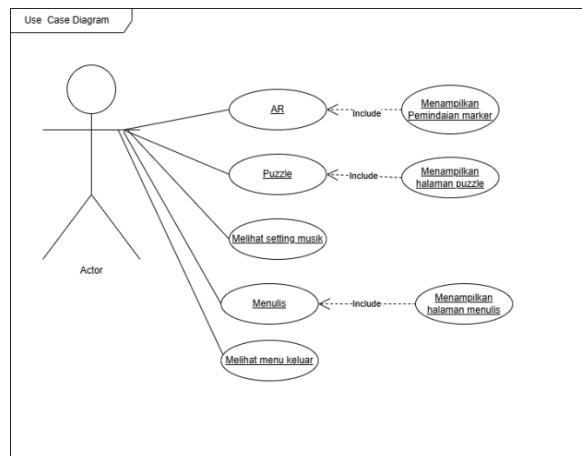 Use Case Diagram
AR
Include
Menampilkan
Pemindaian marker
Puzzle
Include
Menampilkan
halaman puzzle
Melihat setting musik
Actor
Menulis
Include
Menampilkan
halaman menulis
Melihat menu keluar